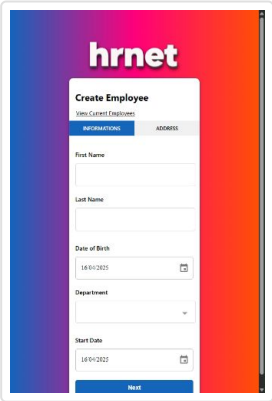 hrnet
Create Employee
View Current Employees
INFORMATIONS ADDRESS
First Name
Last Name
Date of Birth
16/04/2025
Department
Start Date
16/04/2025
Next